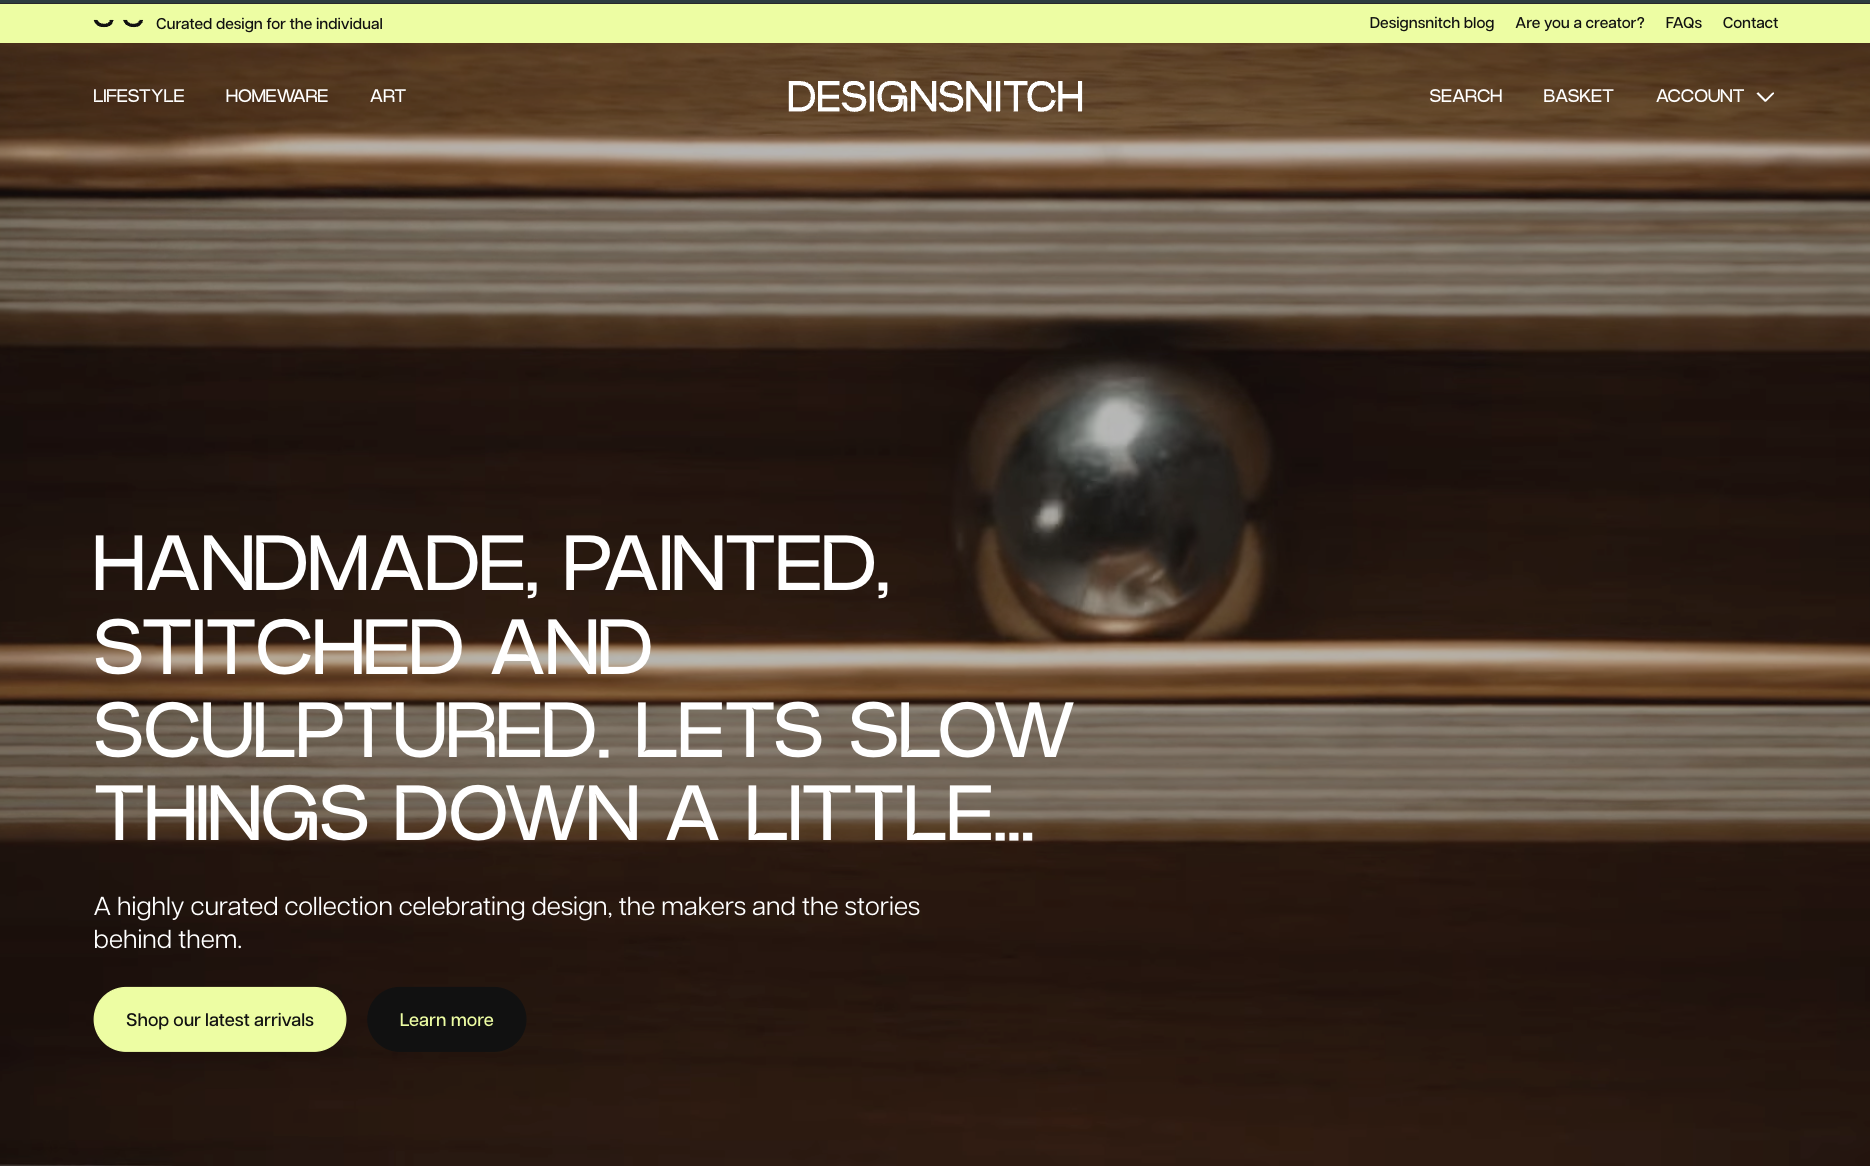 Curated design for the individual
Designsnitch blog Are you a creator? FAQs Contact
LIFESTYLE HOMEWARE ART
DESIGNSNITCH
SEARCH BASKET ACCOUNT
HANDMADE, PAINTED,
STITCHED AND
SCULPTURED. LETS SLOW
THINGS DOWN A LITTLE...
A highly curated collection celebrating design, the makers and the stories
behind them.
Shop our latest arrivals
Learn more